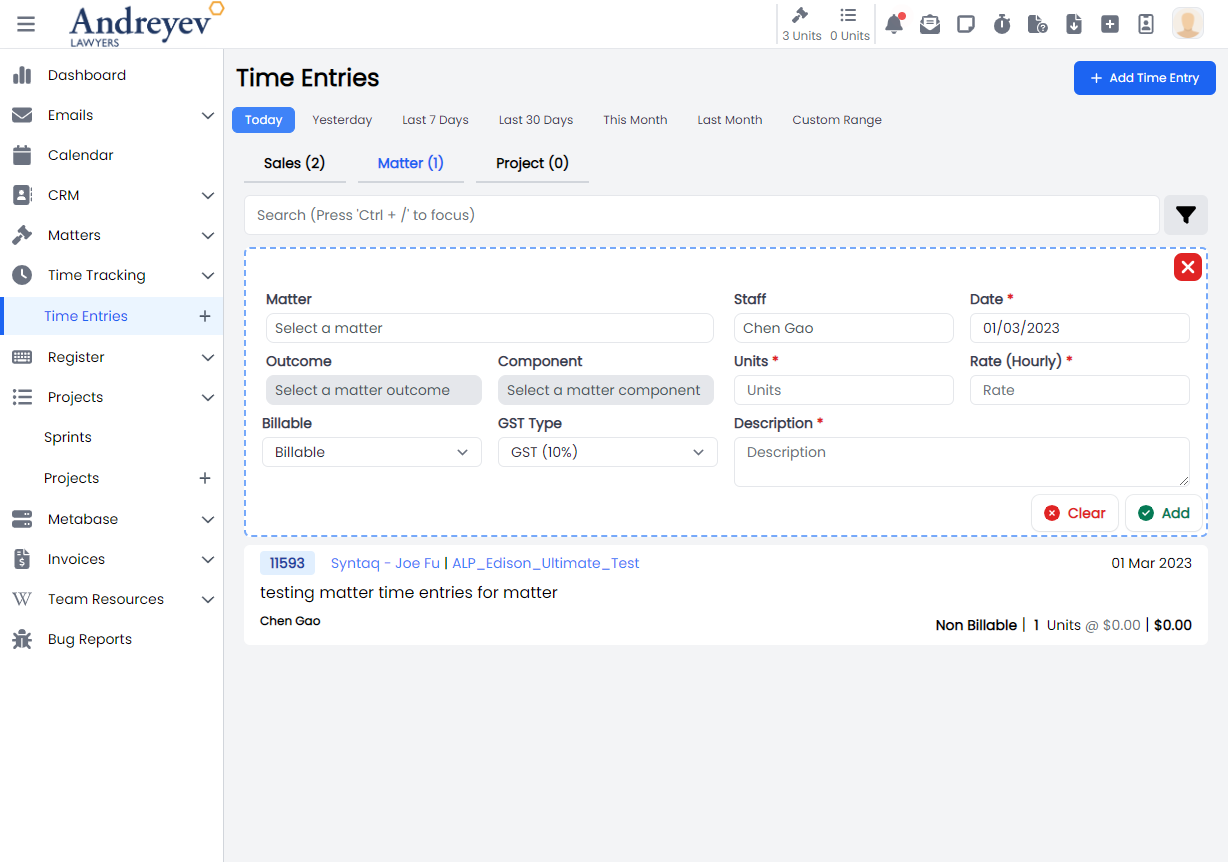 Andreyev
LAWYERS
3 Units
0 Units
Dashboard
Emails
Calendar
CRM
Matters
Time Tracking
Time Entries
Register
Projects
Sprints
Projects
Metabase
Invoices
Team Resources
Bug Reports
Time Entries
+ Add Time Entry
Today Yesterday Last 7 Days Last 30 Days This Month Last Month Custom Range
Sales (2) Matter (1) Project (0)
Search (Press 'Ctrl + /' to focus)
Matter Staff Date *
Select a matter Chen Gao 01/03/2023
Outcome Component Units * Rate (Hourly) *
Select a matter outcome Select a matter component Units Rate
Billable GST Type Description *
Billable GST (10%) Description
Clear Add
11593 Syntaq - Joe Fu | ALP_Edison_Ultimate_Test 01 Mar 2023
testing matter time entries for matter
Chen Gao
Non Billable | 1 Units @ $0.00 | $0.00